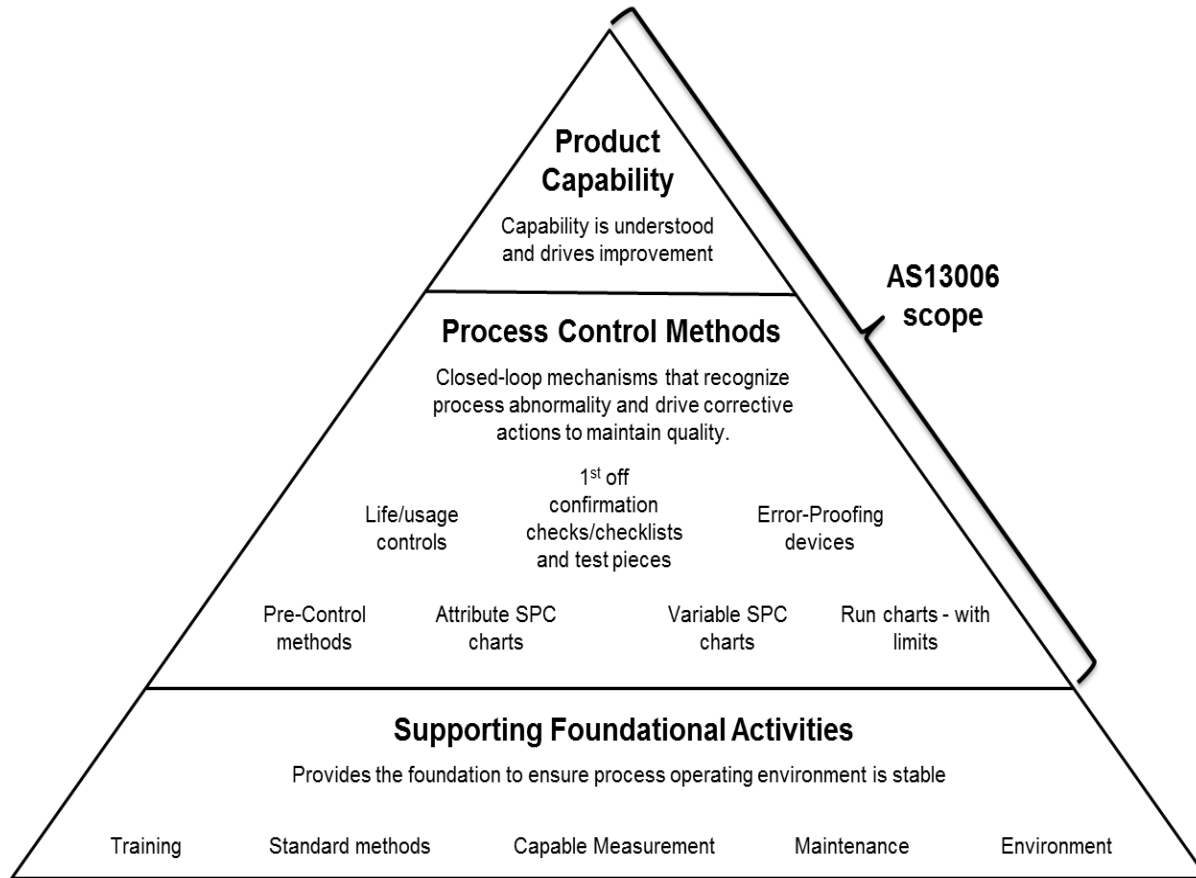 Product
Capability
Capability is understood
and drives improvement
AS13006
scope
Process Control Methods
Closed-loop mechanisms that recognize
process abnormality and drive corrective
actions to maintain quality.
Life/usage
controls
1st off
confirmation
checks/checklists
and test pieces
Error-Proofing
devices
Pre-Control
methods
Attribute SPC
charts
Variable SPC
charts
Run charts - with
limits
Supporting Foundational Activities
Provides the foundation to ensure process operating environment is stable
Training Standard methods Capable Measurement Maintenance Environment